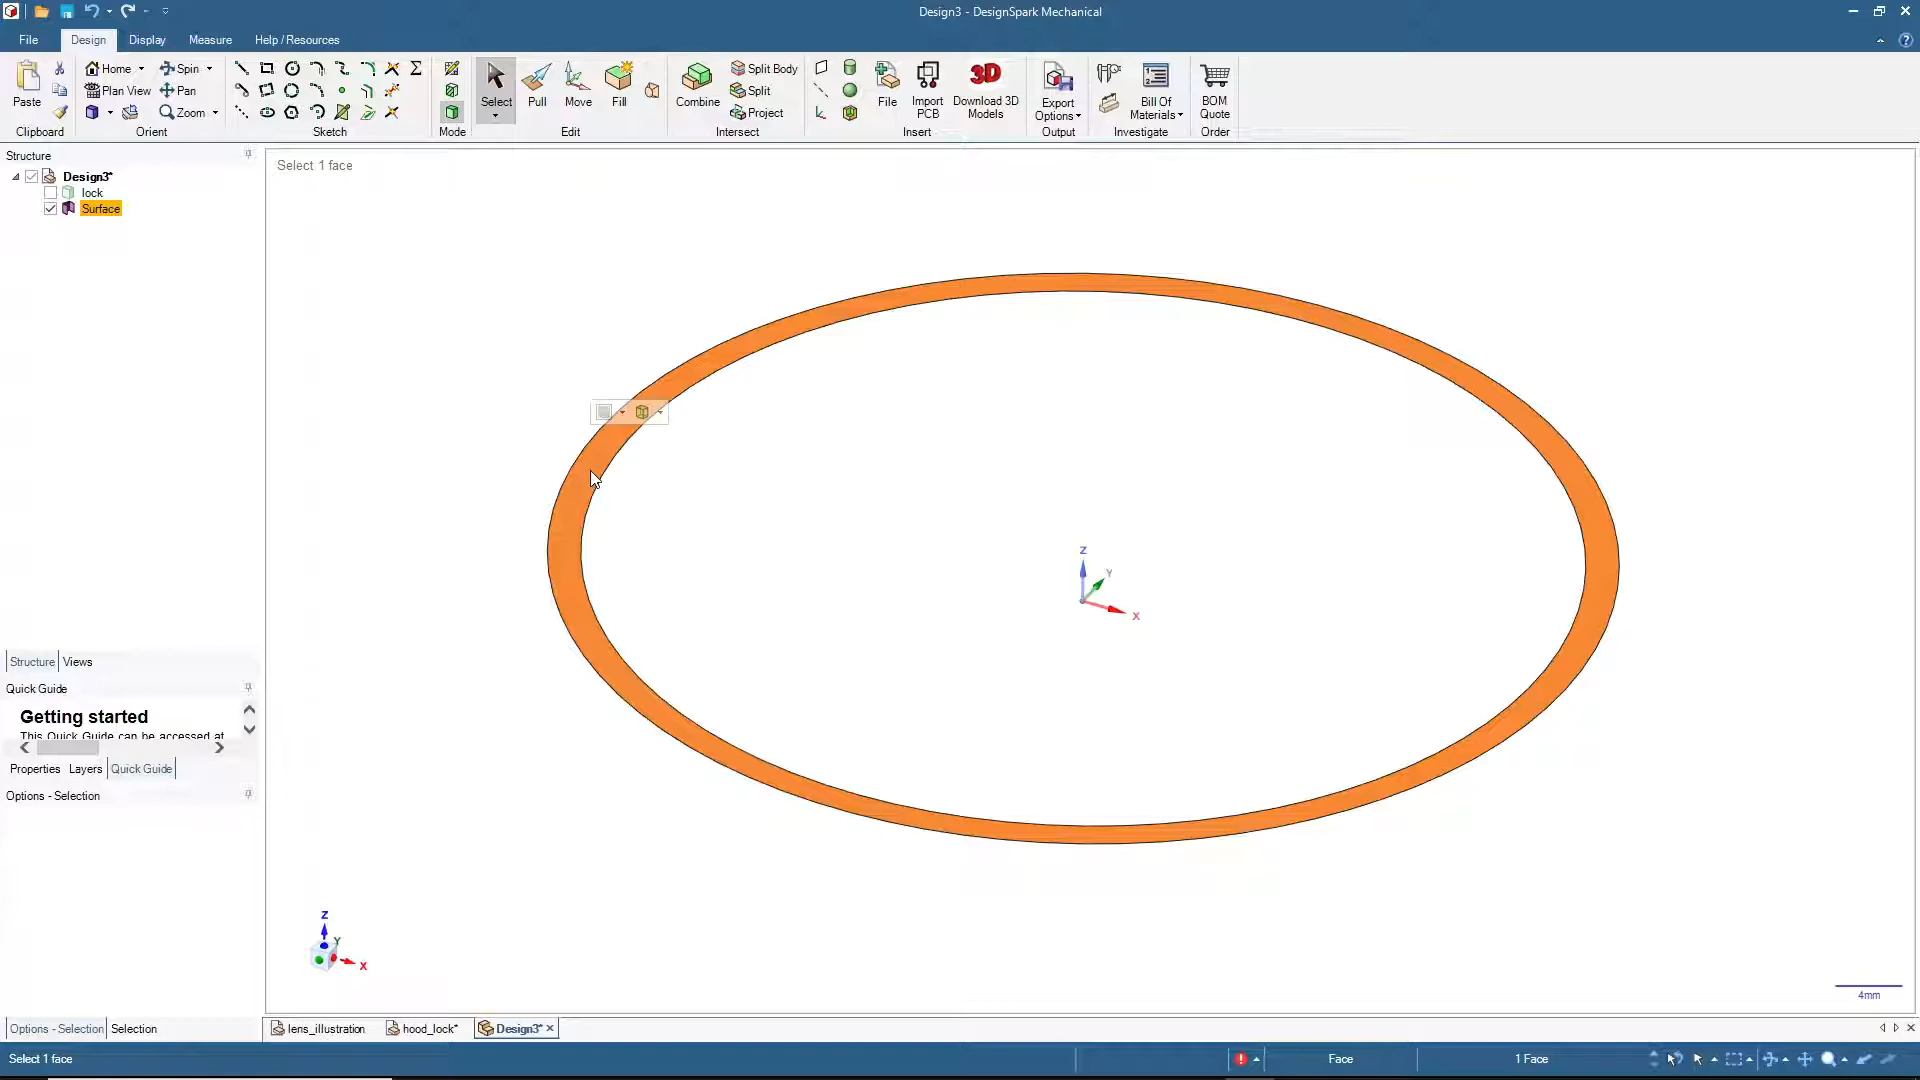 Design3 - DesignSpark Mechanical
File Design Display Measure Help / Resources
Paste
Home Spin
Plan View Pan
Zoom
Select Pull Move Fill
Combine
Split Body
Split
Project
File Import PCB Download 3D Models
3D
Export Options
Bill Of Materials
BOM Quote
Clipboard Orient Sketch Mode Edit Intersect Insert Output Investigate Order
Structure
Select 1 face
Design3*
lock
Surface
Z
Y
X
Structure Views
Quick Guide
Getting started
This Quick Guide can be accessed at
Properties Layers Quick Guide
Options - Selection
Z
Y
X
4mm
Options - Selection Selection
lens_illustration hood_lock* Design3*
Select 1 face
Face
1 Face